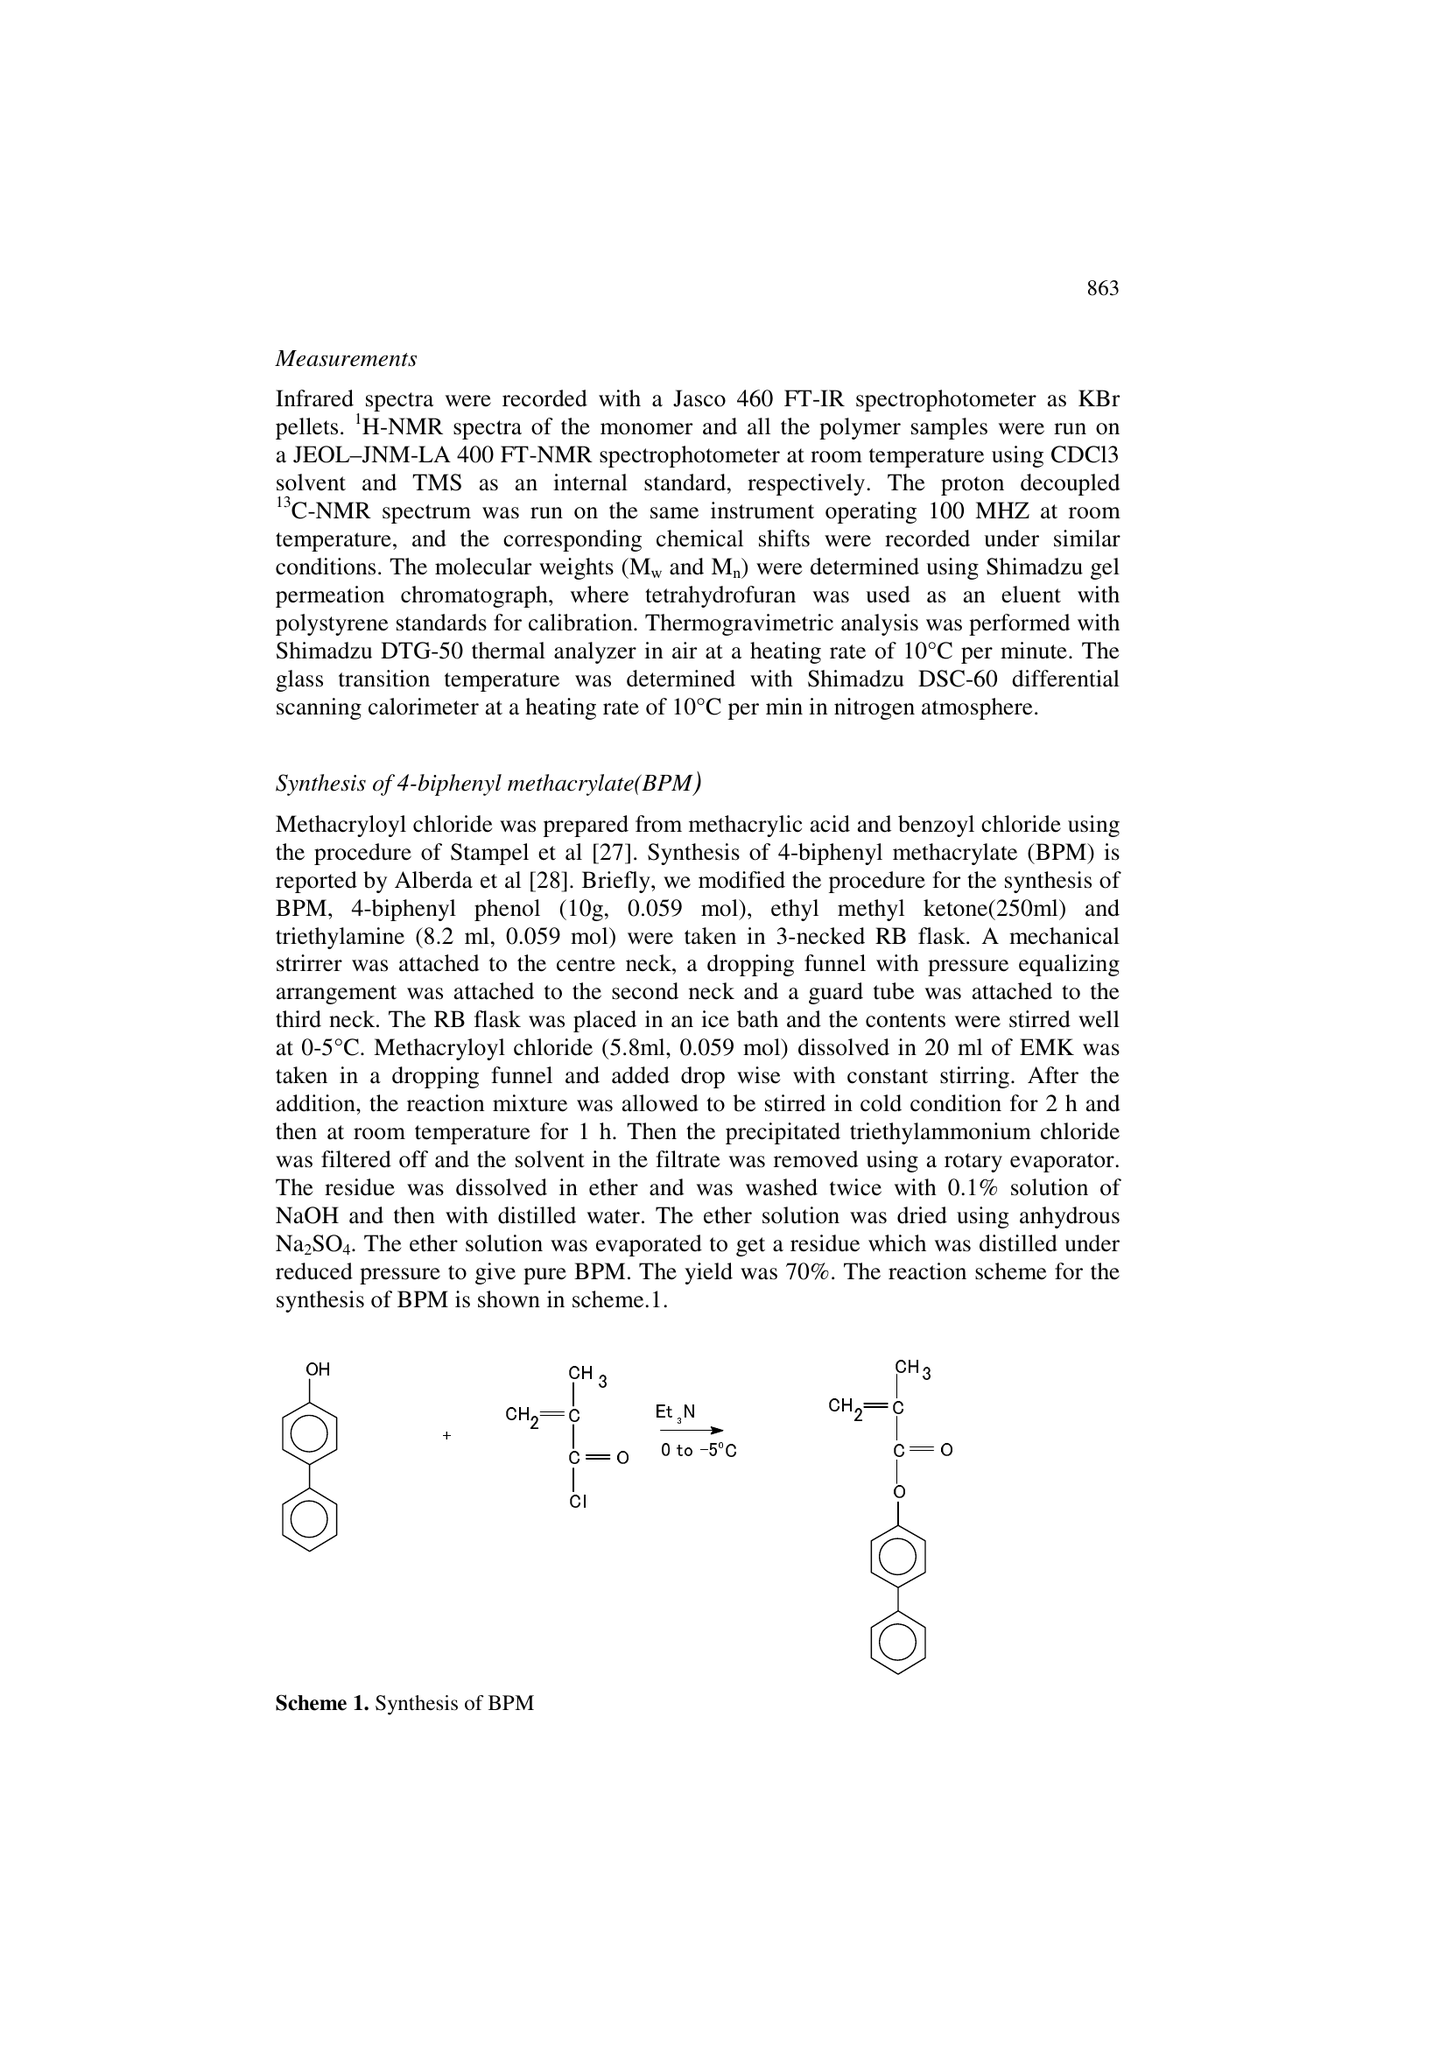 863
Measurements
Infrared spectra were recorded with a Jasco 460 FT-IR spectrophotometer as KBr
pellets. ¹H-NMR spectra of the monomer and all the polymer samples were run on
a JEOL–JNM-LA 400 FT-NMR spectrophotometer at room temperature using CDCl3
solvent and TMS as an internal standard, respectively. The proton decoupled
¹³C-NMR spectrum was run on the same instrument operating 100 MHZ at room
temperature, and the corresponding chemical shifts were recorded under similar
conditions. The molecular weights (Mw and Mn) were determined using Shimadzu gel
permeation chromatograph, where tetrahydrofuran was used as an eluent with
polystyrene standards for calibration. Thermogravimetric analysis was performed with
Shimadzu DTG-50 thermal analyzer in air at a heating rate of 10°C per minute. The
glass transition temperature was determined with Shimadzu DSC-60 differential
scanning calorimeter at a heating rate of 10°C per min in nitrogen atmosphere.
Synthesis of 4-biphenyl methacrylate(BPM)
Methacryloyl chloride was prepared from methacrylic acid and benzoyl chloride using
the procedure of Stampel et al [27]. Synthesis of 4-biphenyl methacrylate (BPM) is
reported by Alberda et al [28]. Briefly, we modified the procedure for the synthesis of
BPM, 4-biphenyl phenol (10g, 0.059 mol), ethyl methyl ketone(250ml) and
triethylamine (8.2 ml, 0.059 mol) were taken in 3-necked RB flask. A mechanical
strirrer was attached to the centre neck, a dropping funnel with pressure equalizing
arrangement was attached to the second neck and a guard tube was attached to the
third neck. The RB flask was placed in an ice bath and the contents were stirred well
at 0-5°C. Methacryloyl chloride (5.8ml, 0.059 mol) dissolved in 20 ml of EMK was
taken in a dropping funnel and added drop wise with constant stirring. After the
addition, the reaction mixture was allowed to be stirred in cold condition for 2 h and
then at room temperature for 1 h. Then the precipitated triethylammonium chloride
was filtered off and the solvent in the filtrate was removed using a rotary evaporator.
The residue was dissolved in ether and was washed twice with 0.1% solution of
NaOH and then with distilled water. The ether solution was dried using anhydrous
Na₂SO₄. The ether solution was evaporated to get a residue which was distilled under
reduced pressure to give pure BPM. The yield was 70%. The reaction scheme for the
synthesis of BPM is shown in scheme.1.
OH
+
CH₃
CH₂=C
C=O
Cl
Et₃N
0 to -5°C
CH₃
CH₂=C
C=O
O
Scheme 1. Synthesis of BPM